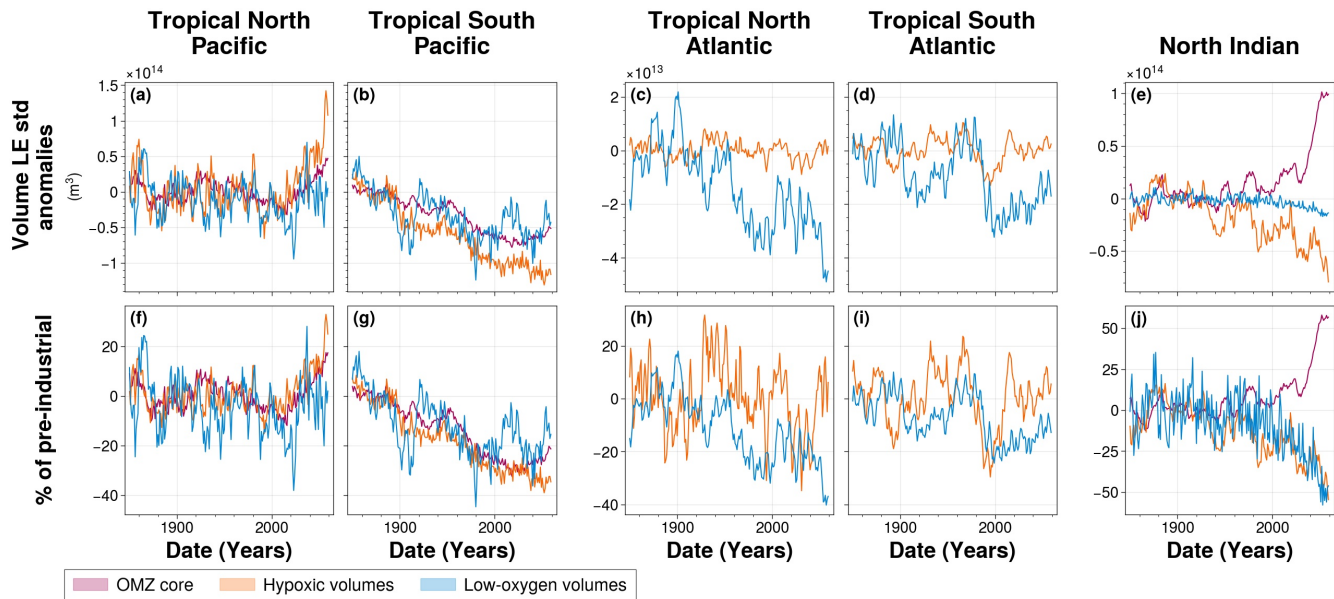 Tropical North Pacific
Tropical South Pacific
Tropical North Atlantic
Tropical South Atlantic
North Indian
Volume LE std anomalies
(m³)
×10¹⁴
(a)
1.5
1
0.5
0
−0.5
−1
(b)
×10¹³
(c)
2
0
−2
−4
(d)
×10¹⁴
(e)
1
0.5
0
−0.5
% of pre-industrial
(f)
20
0
−20
−40
(g)
(h)
20
0
−20
−40
(i)
(j)
50
25
0
−25
−50
1900 2000 1900 2000 1900 2000 1900 2000 1900 2000
Date (Years) Date (Years) Date (Years) Date (Years) Date (Years)
OMZ core Hypoxic volumes Low-oxygen volumes